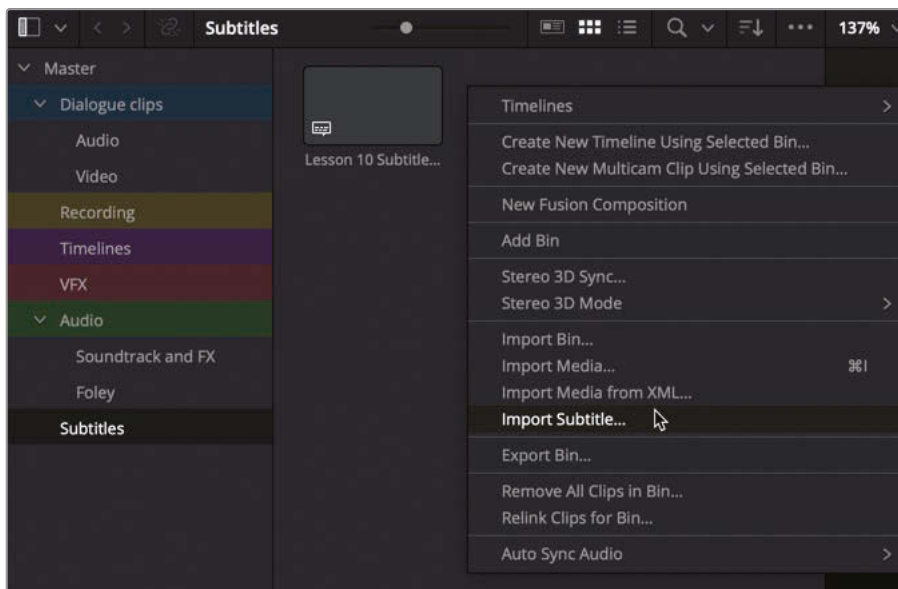 Subtitles
137%
Master
Dialogue clips
Audio
Video
Recording
Timelines
VFX
Audio
Soundtrack and FX
Foley
Subtitles
Lesson 10 Subtitle...
Timelines
Create New Timeline Using Selected Bin...
Create New Multicam Clip Using Selected Bin...
New Fusion Composition
Add Bin
Stereo 3D Sync...
Stereo 3D Mode
Import Bin...
Import Media... ⌘I
Import Media from XML...
Import Subtitle...
Export Bin...
Remove All Clips in Bin...
Relink Clips for Bin...
Auto Sync Audio